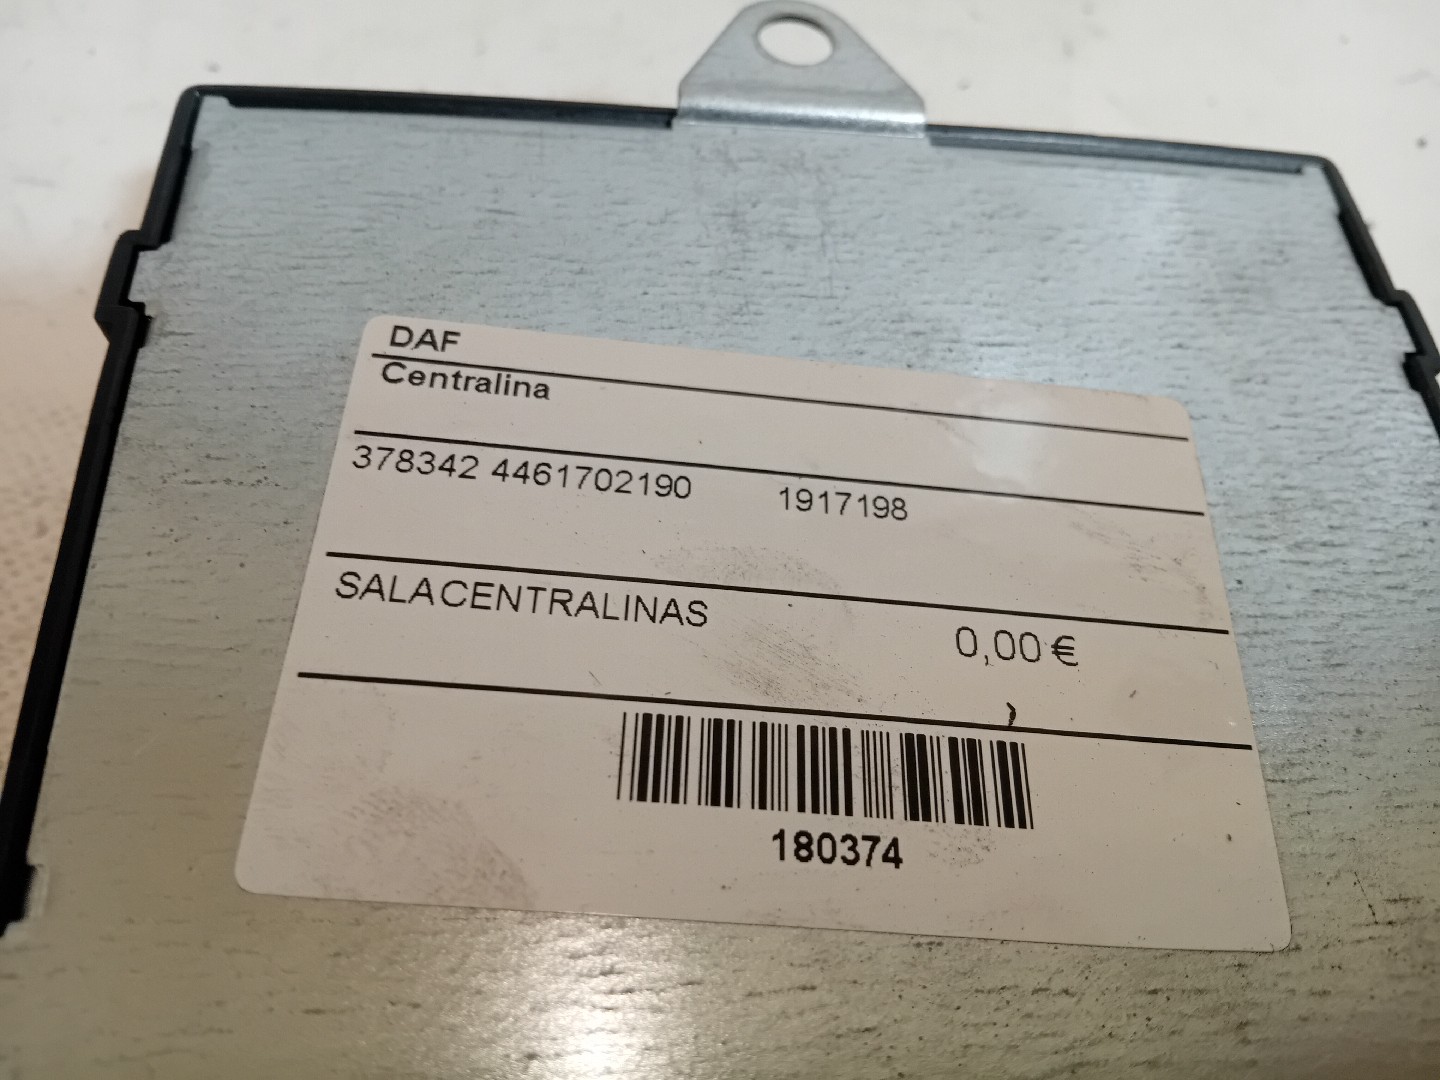 DAF
Centralina
378342 4461702190 1917198
SALACENTRALINAS 0,00 €
180374